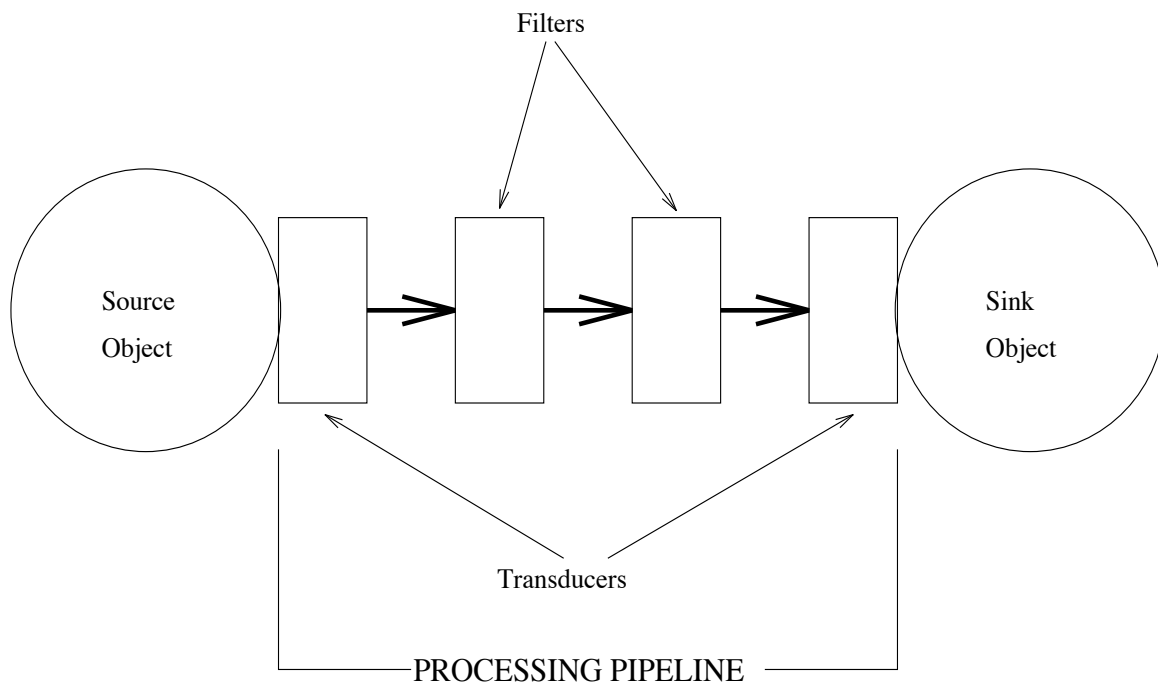 Filters
Source
Object
Sink
Object
Transducers
PROCESSING PIPELINE